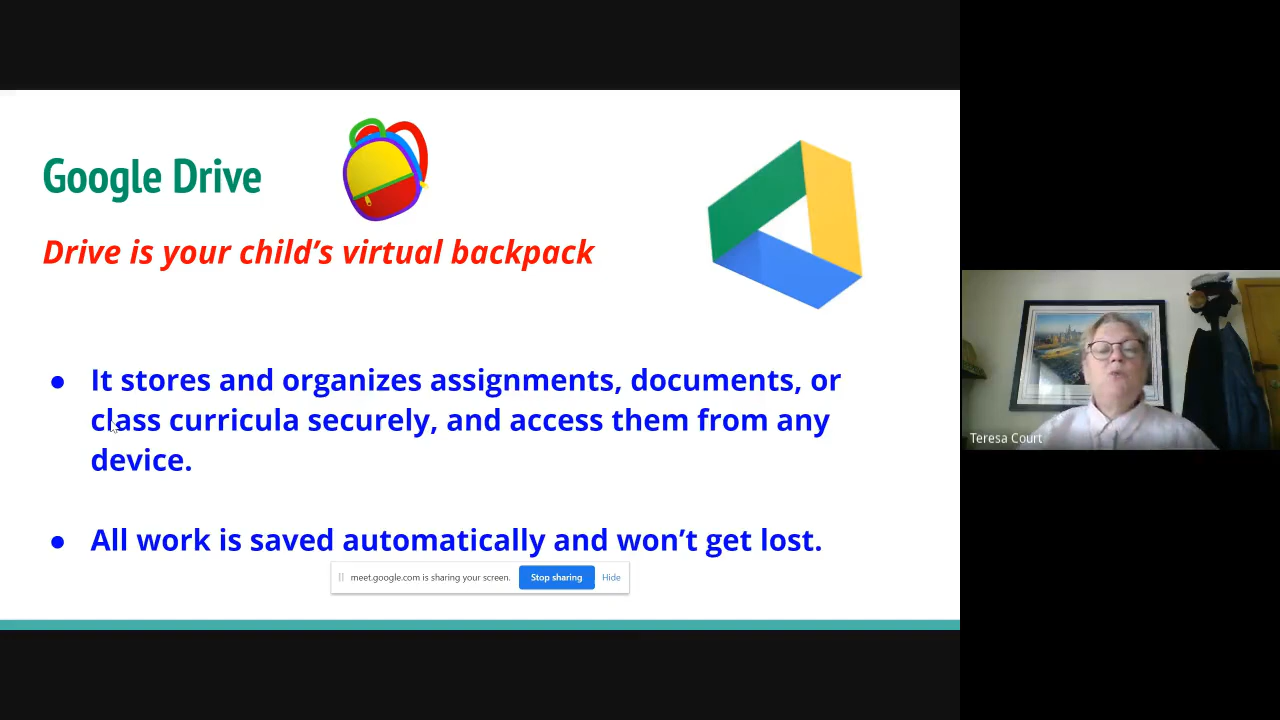 Google Drive
Drive is your child’s virtual backpack
● It stores and organizes assignments, documents, or
class curricula securely, and access them from any
device.
● All work is saved automatically and won’t get lost.
meet.google.com is sharing your screen. Stop sharing Hide
Teresa Court